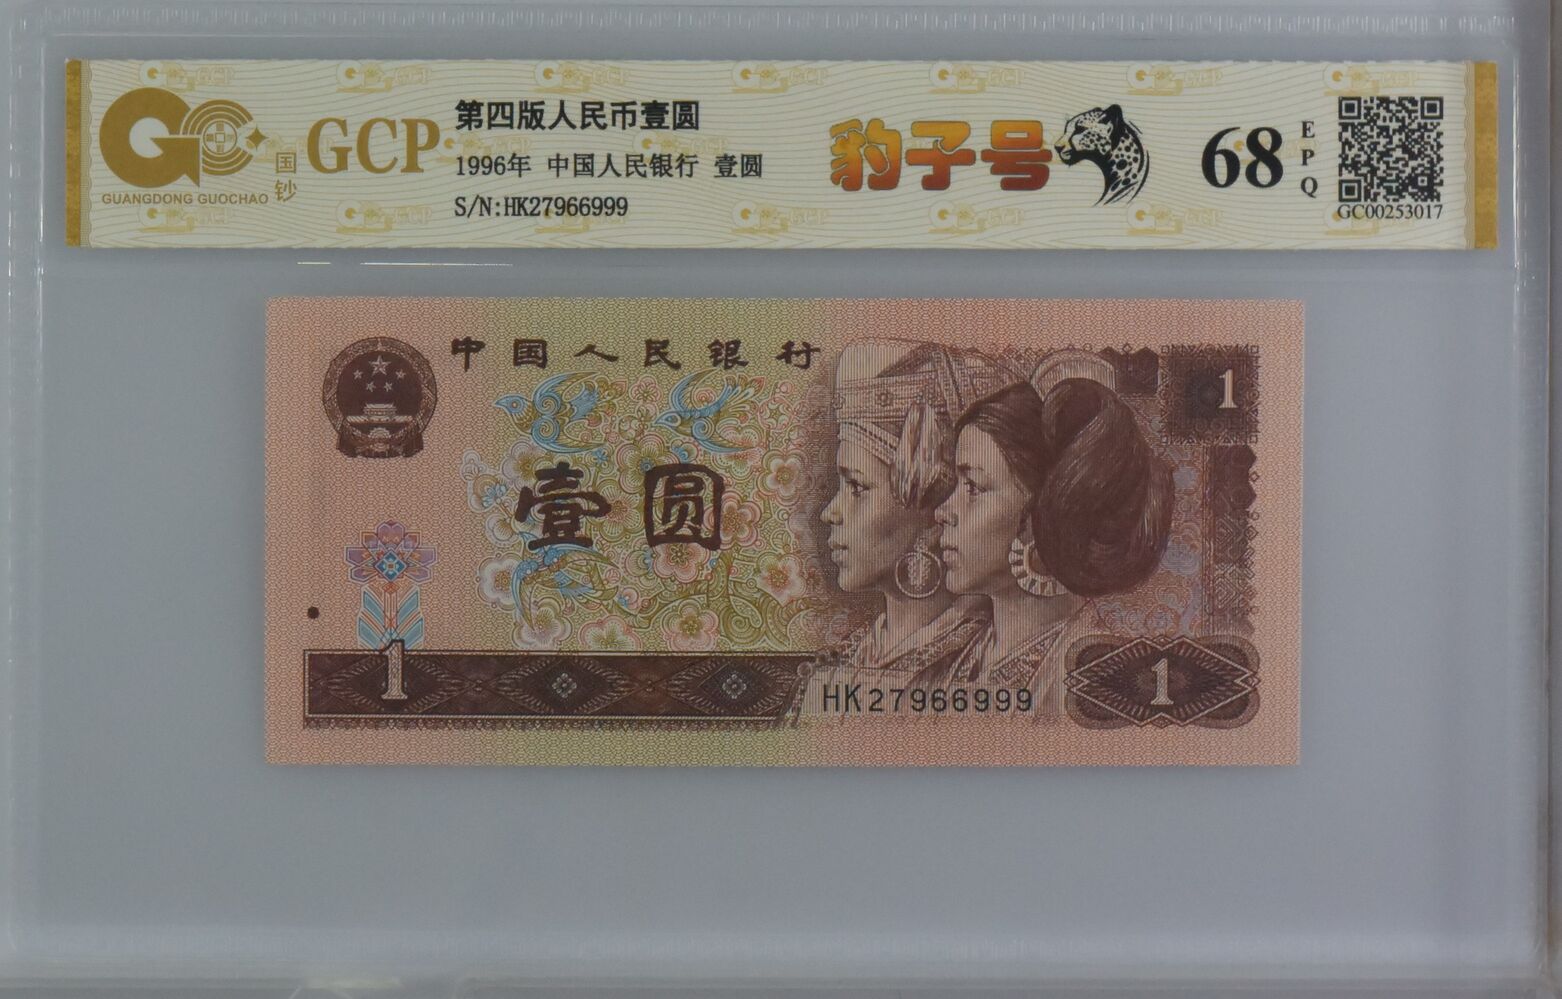 GCP
国钞
GUANGDONG GUOCHAO
第四版人民币壹圆
1996年 中国人民银行 壹圆
S/N:HK27966999
豹子号
68
EPQ
GC00253017
中国人民银行
1
壹圆
1
HK27966999
1